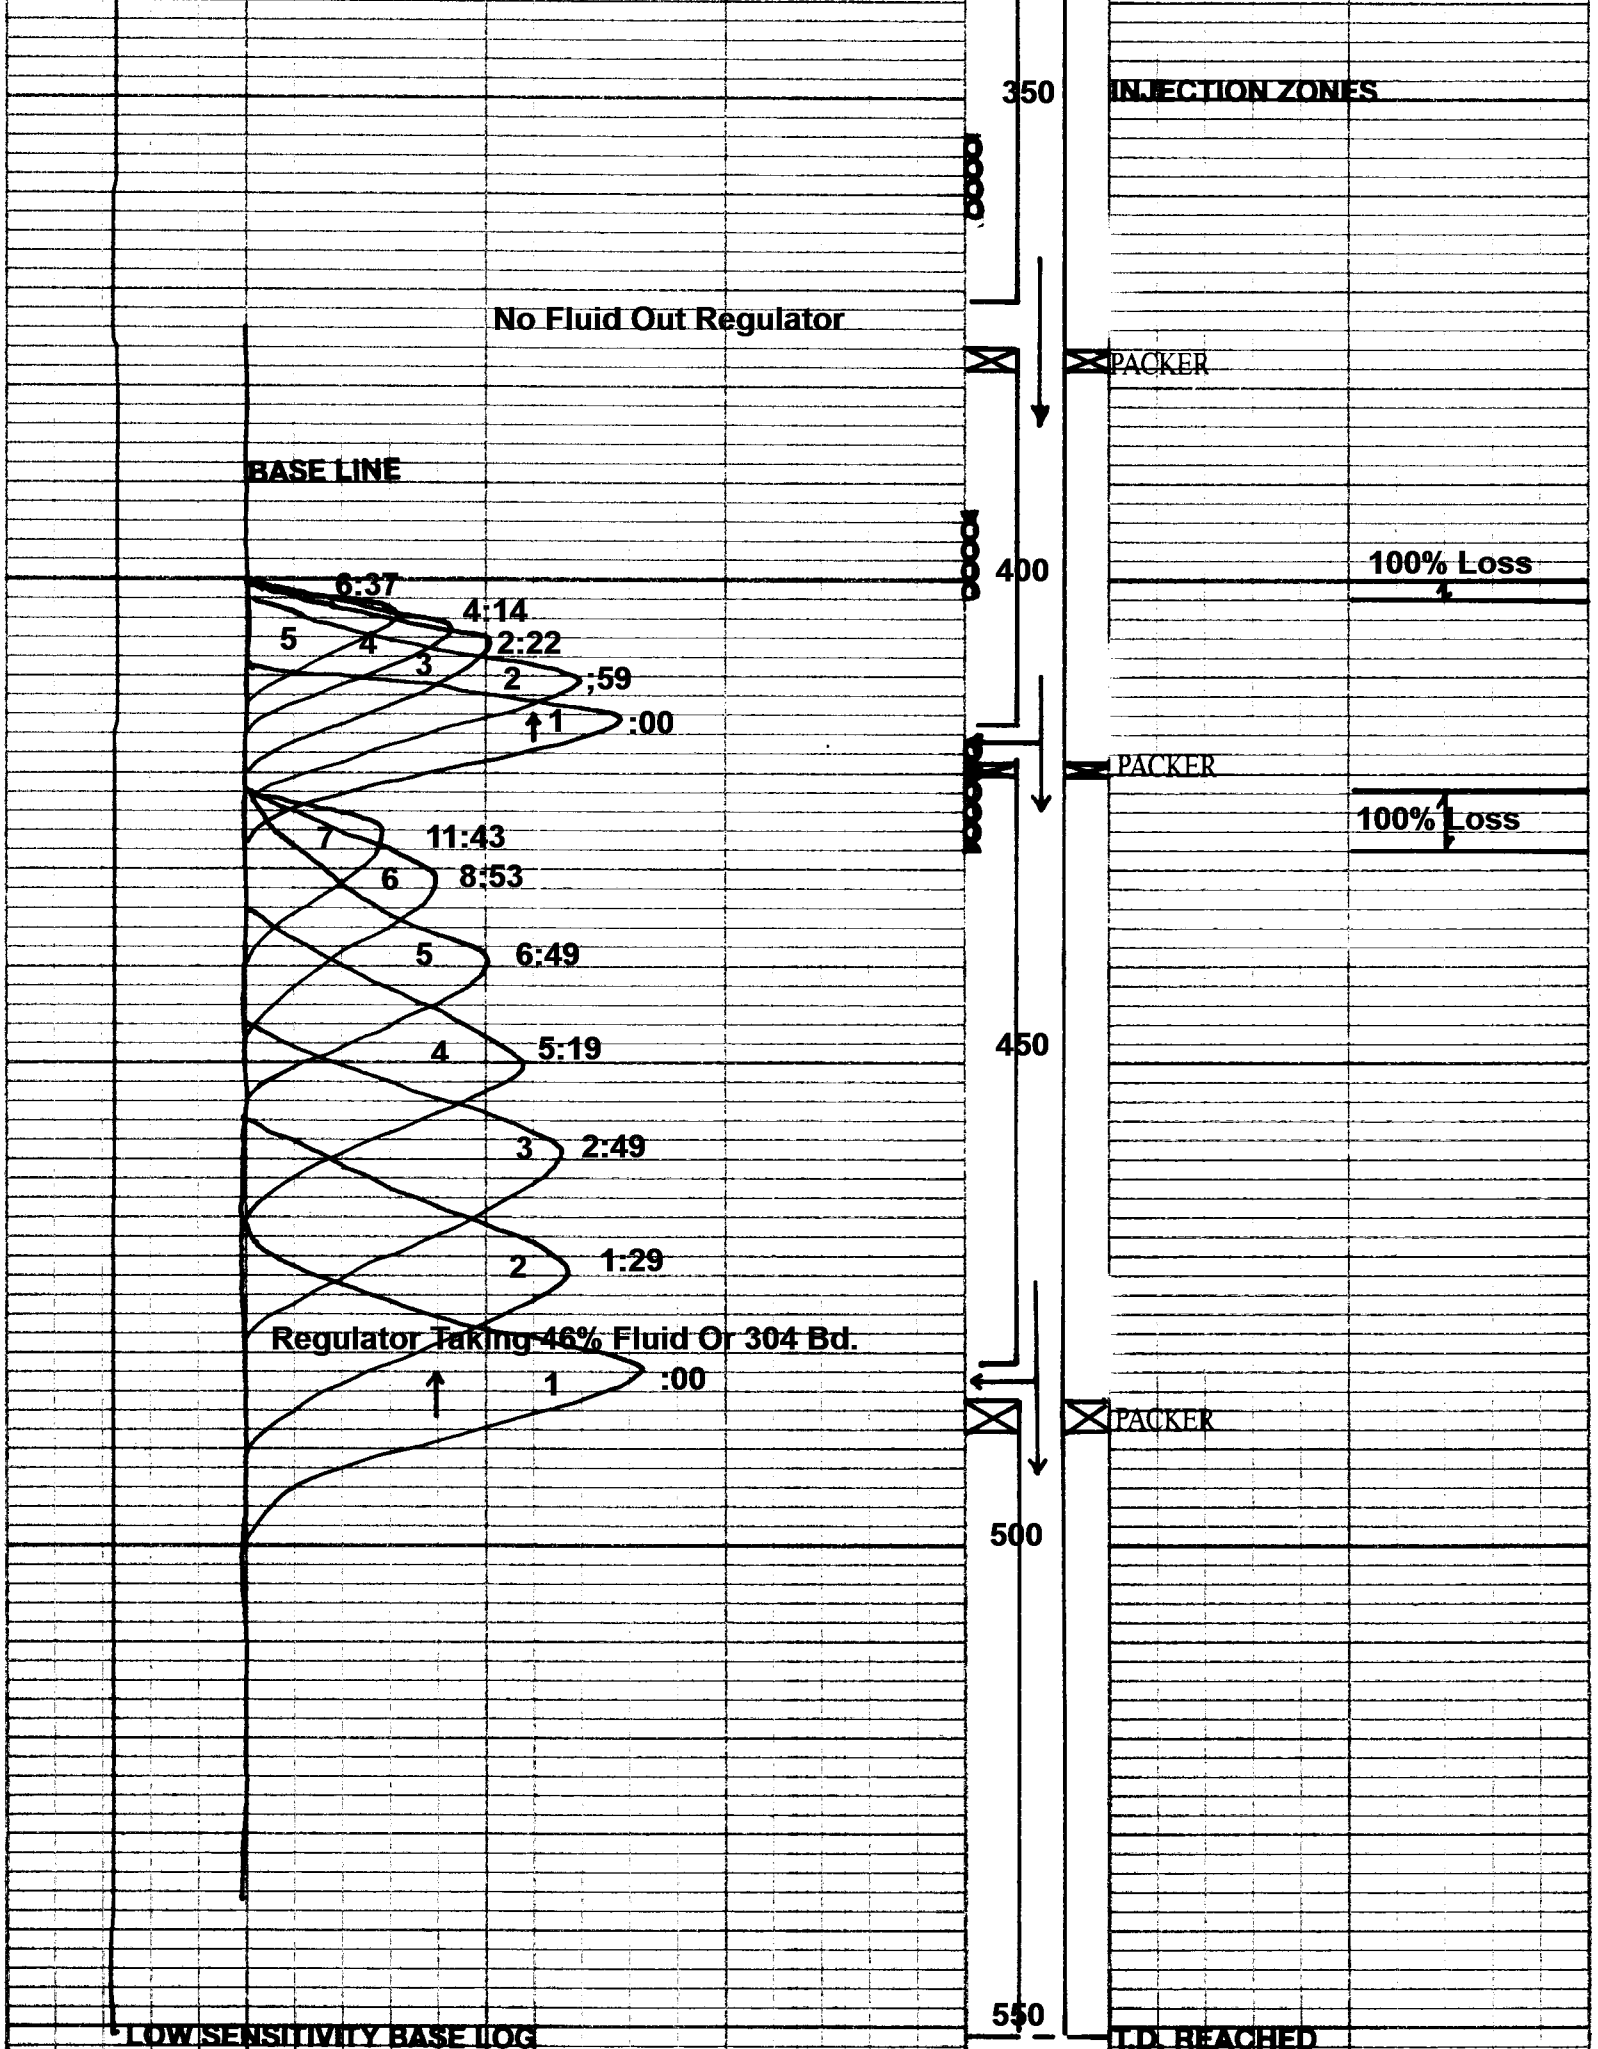 350
INJECTION ZONES
No Fluid Out Regulator
PACKER
BASE LINE
400
100% Loss
6:37
4:14
5
4
2:22
3
2
;59
1
:00
PACKER
100% Loss
7
11:43
6
8:53
5
6:49
450
4
5:19
3
2:49
2
1:29
Regulator Taking 46% Fluid Or 304 Bd.
1
:00
PACKER
500
550
LOW SENSITIVITY BASE LOG
T.D. REACHED